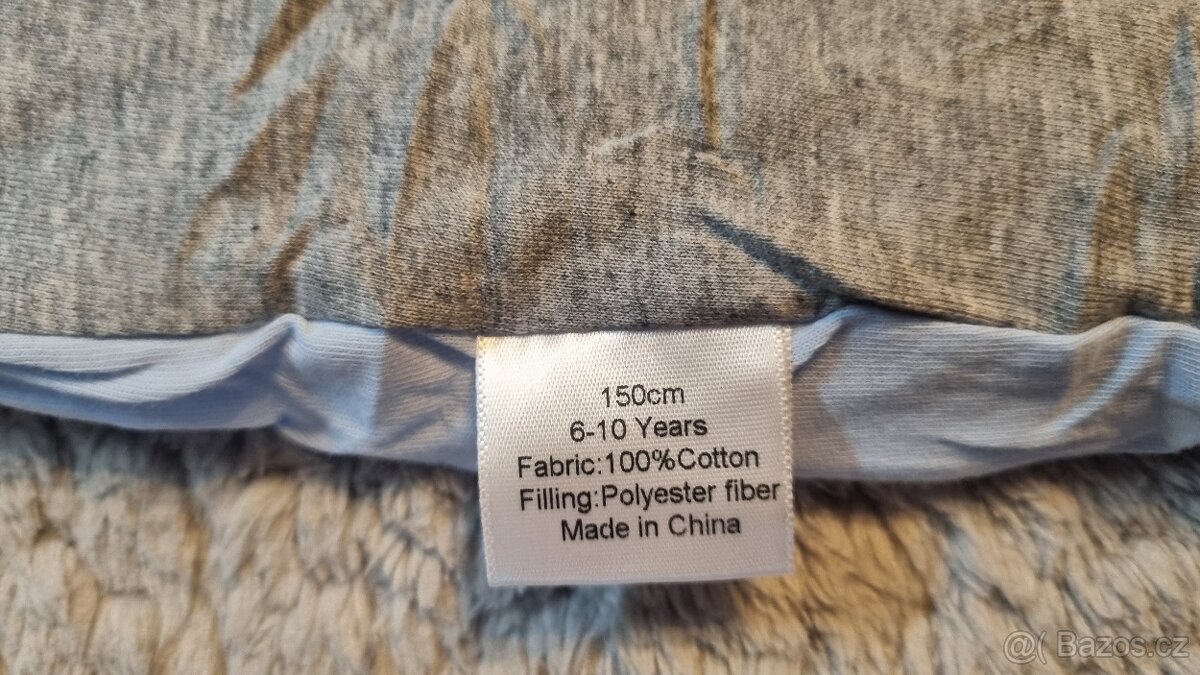 150cm
6-10 Years
Fabric:100%Cotton
Filling:Polyester fiber
Made in China
@( Bazos.cz